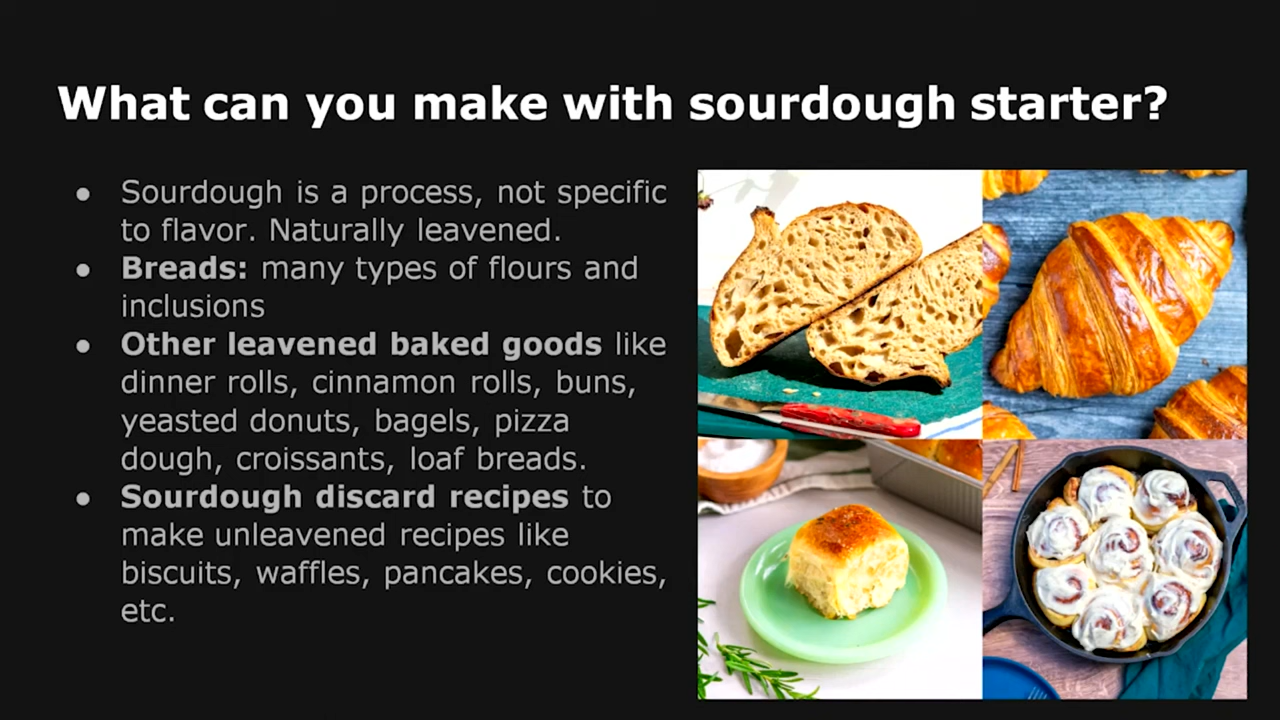 What can you make with sourdough starter?
● Sourdough is a process, not specific
to flavor. Naturally leavened.
● Breads: many types of flours and
inclusions
● Other leavened baked goods like
dinner rolls, cinnamon rolls, buns,
yeasted donuts, bagels, pizza
dough, croissants, loaf breads.
● Sourdough discard recipes to
make unleavened recipes like
biscuits, waffles, pancakes, cookies,
etc.